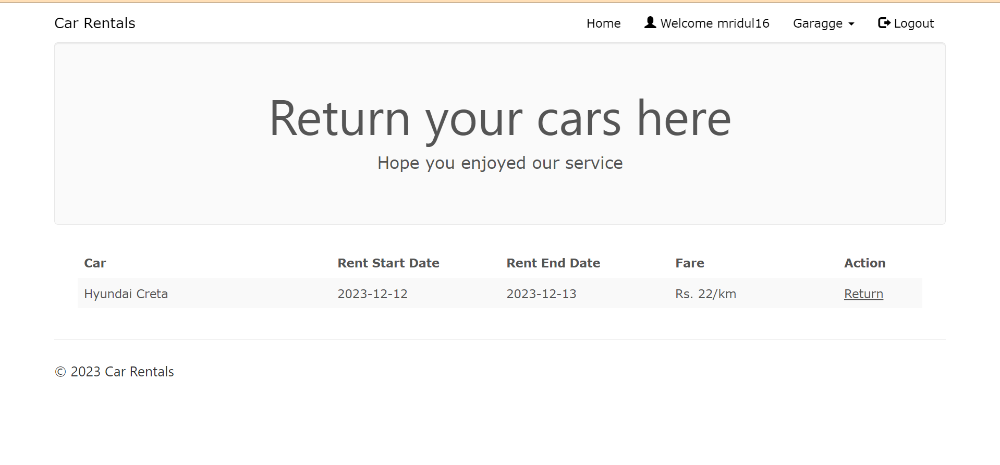 Car Rentals Home Welcome mridul16 Garagge Logout
Return your cars here
Hope you enjoyed our service
Car Rent Start Date Rent End Date Fare Action
Hyundai Creta 2023-12-12 2023-12-13 Rs. 22/km Return
© 2023 Car Rentals